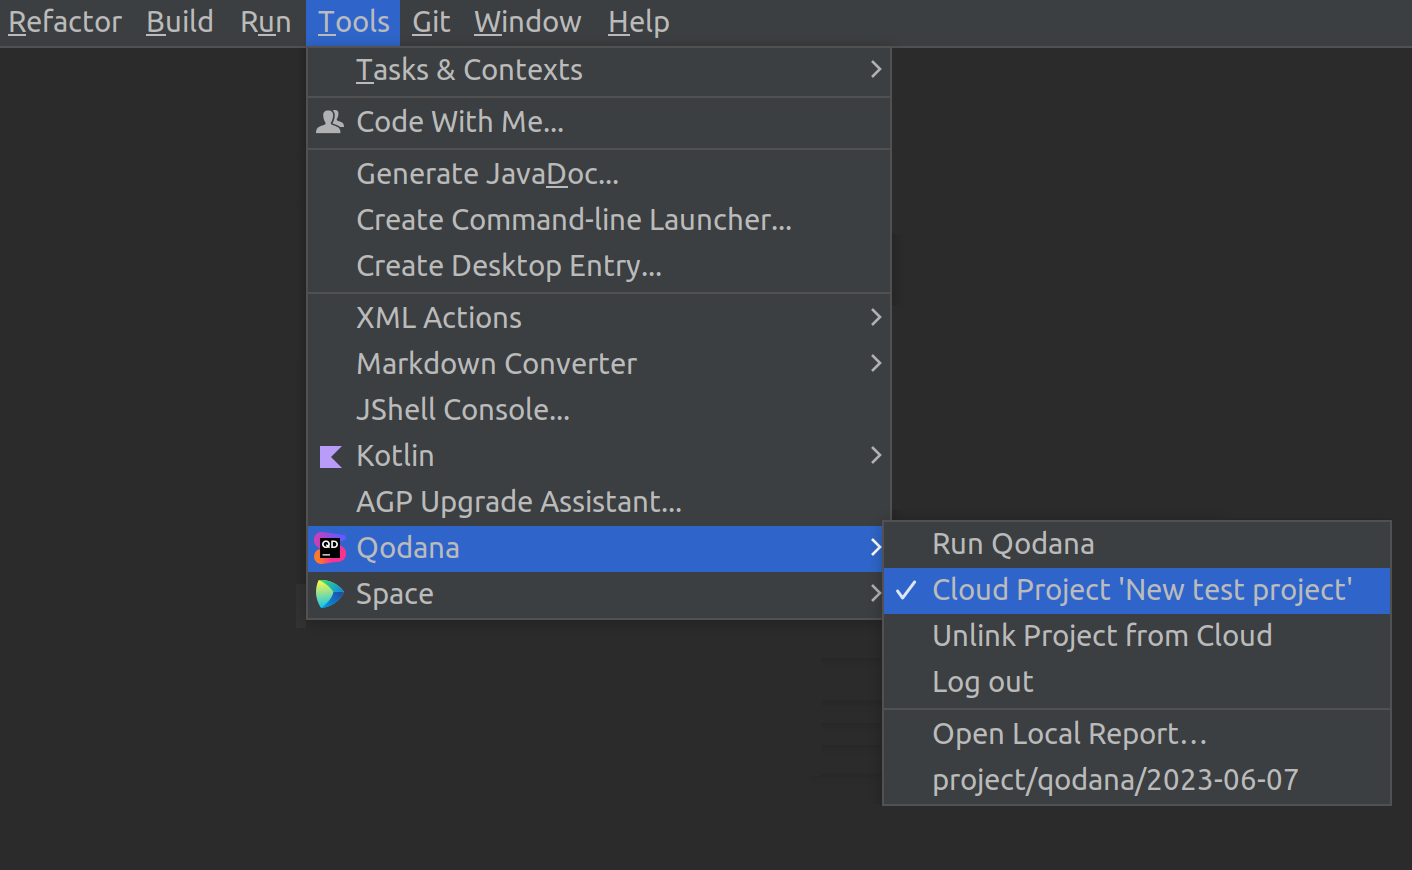 Refactor Build Run Tools Git Window Help
Tasks & Contexts
Code With Me...
Generate JavaDoc...
Create Command-line Launcher...
Create Desktop Entry...
XML Actions
Markdown Converter
JShell Console...
Kotlin
AGP Upgrade Assistant...
QD Qodana
Space
Run Qodana
Cloud Project 'New test project'
Unlink Project from Cloud
Log out
Open Local Report...
project/qodana/2023-06-07